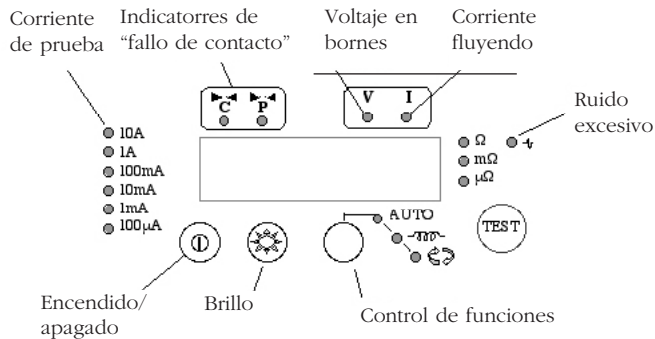 Corriente
de prueba
Indicatorres de
“fallo de contacto”
Voltaje en
bornes
Corriente
fluyendo
C P
V I
Ruido
excesivo
10A
1A
100mA
10mA
1mA
100µA
Ω
mΩ
µΩ
AUTO
TEST
Encendido/
apagado
Brillo
Control de funciones